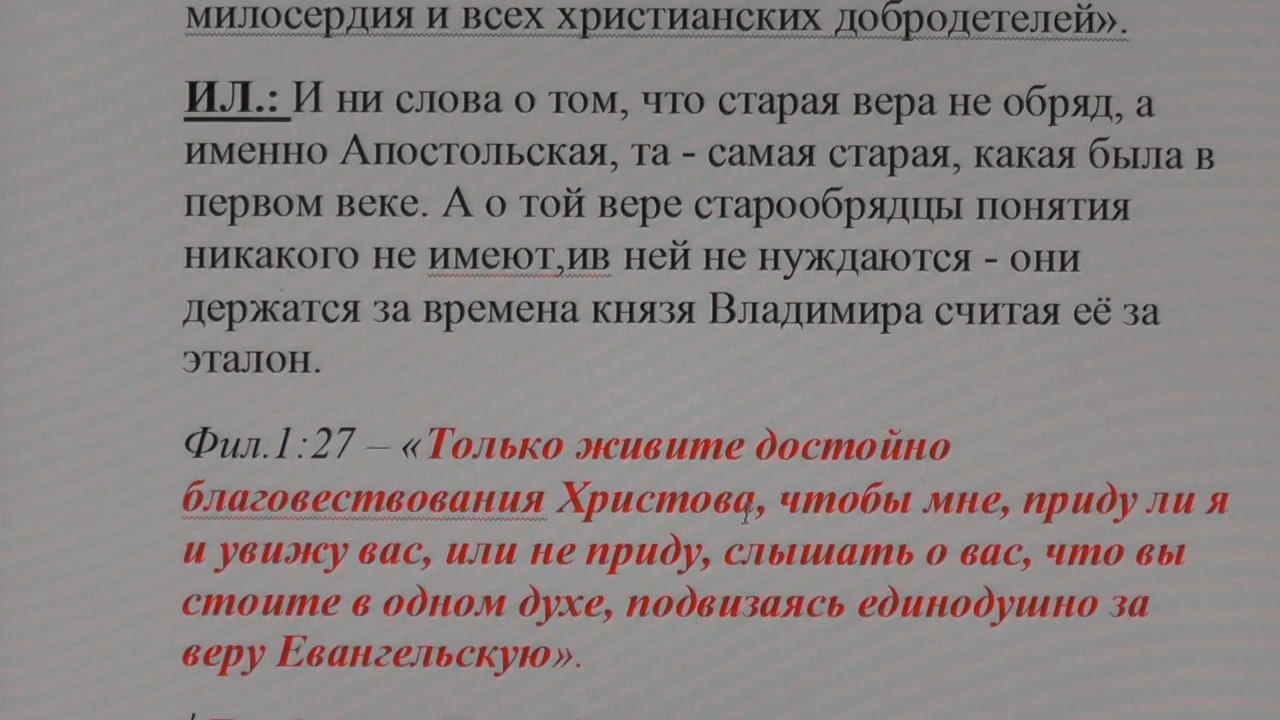 милосердия и всех христианских добродетелей».
ИЛ.: И ни слова о том, что старая вера не обряд, а
именно Апостольская, та - самая старая, какая была в
первом веке. А о той вере старообрядцы понятия
никакого не имеют,ив ней не нуждаются - они
держатся за времена князя Владимира считая её за
эталон.
Фил.1:27 – «Только живите достойно
благовествования Христова, чтобы мне, приду ли я
и увижу вас, или не приду, слышать о вас, что вы
стоите в одном духе, подвизаясь единодушно за
веру Евангельскую».